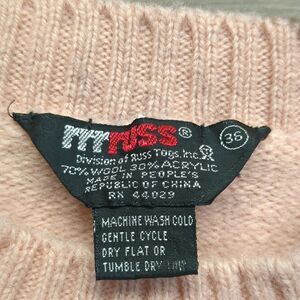 RUSS®
36
Division of Russ Togs, Inc.®
70% WOOL 30% ACRYLIC
MADE IN PEOPLE'S
REPUBLIC OF CHINA
RN 44029
MACHINE WASH COLD
GENTLE CYCLE
DRY FLAT OR
TUMBLE DRY LOW